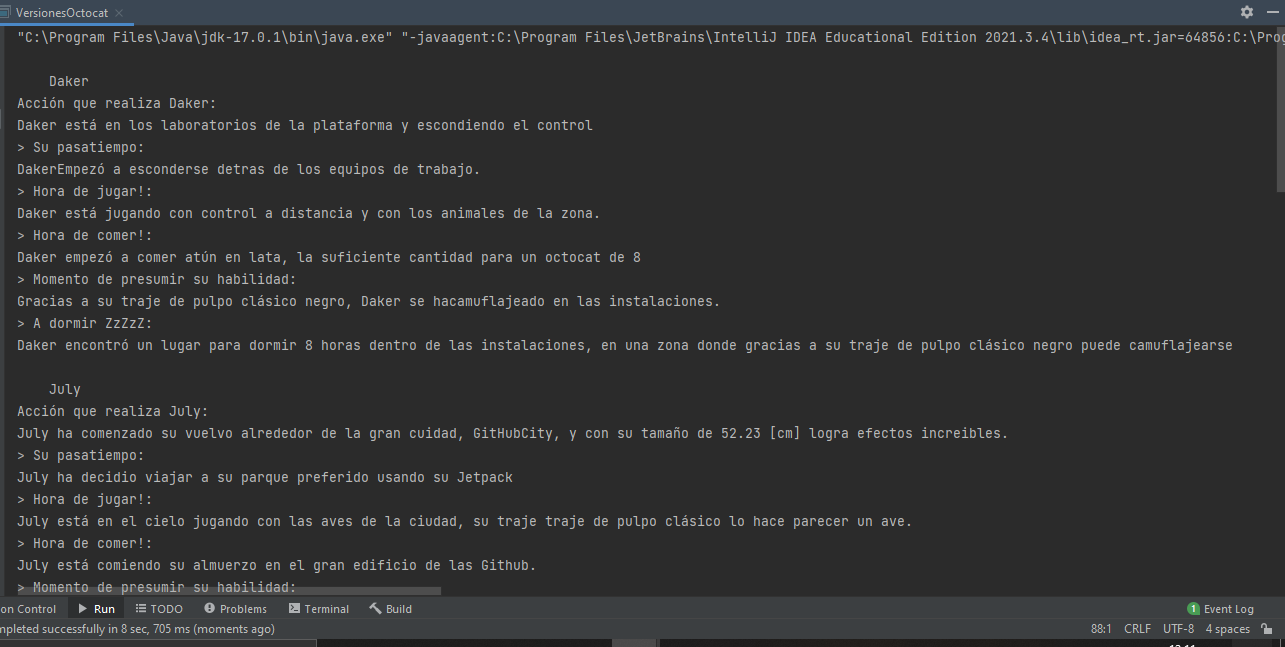 VersionesOctocat
"C:\Program Files\Java\jdk-17.0.1\bin\java.exe" "-javaagent:C:\Program Files\JetBrains\IntelliJ IDEA Educational Edition 2021.3.4\lib\idea_rt.jar=64856:C:\Prog
Daker
Acción que realiza Daker:
Daker está en los laboratorios de la plataforma y escondiendo el control
> Su pasatiempo:
DakerEmpezó a esconderse detras de los equipos de trabajo.
> Hora de jugar!:
Daker está jugando con control a distancia y con los animales de la zona.
> Hora de comer!:
Daker empezó a comer atún en lata, la suficiente cantidad para un octocat de 8
> Momento de presumir su habilidad:
Gracias a su traje de pulpo clásico negro, Daker se hacamuflajeado en las instalaciones.
> A dormir ZzZzZ:
Daker encontró un lugar para dormir 8 horas dentro de las instalaciones, en una zona donde gracias a su traje de pulpo clásico negro puede camuflajearse
July
Acción que realiza July:
July ha comenzado su vuelvo alrededor de la gran cuidad, GitHubCity, y con su tamaño de 52.23 [cm] logra efectos increibles.
> Su pasatiempo:
July ha decidio viajar a su parque preferido usando su Jetpack
> Hora de jugar!:
July está en el cielo jugando con las aves de la ciudad, su traje traje de pulpo clásico lo hace parecer un ave.
> Hora de comer!:
July está comiendo su almuerzo en el gran edificio de las Github.
> Momento de presumir su habilidad:
on Control Run TODO Problems Terminal Build 1 Event Log
mpleted successfully in 8 sec, 705 ms (moments ago) 88:1 CRLF UTF-8 4 spaces